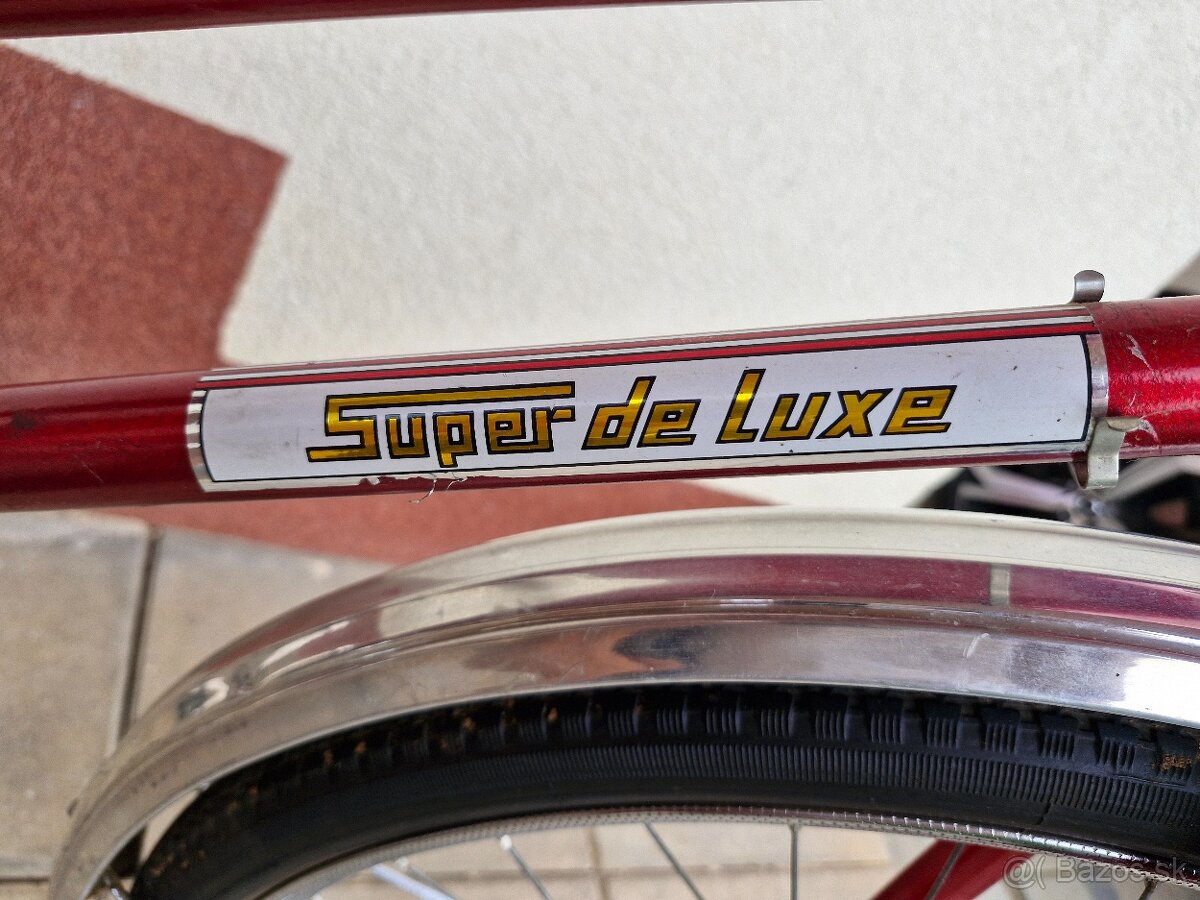 Super de Luxe
@( Bazos.sk